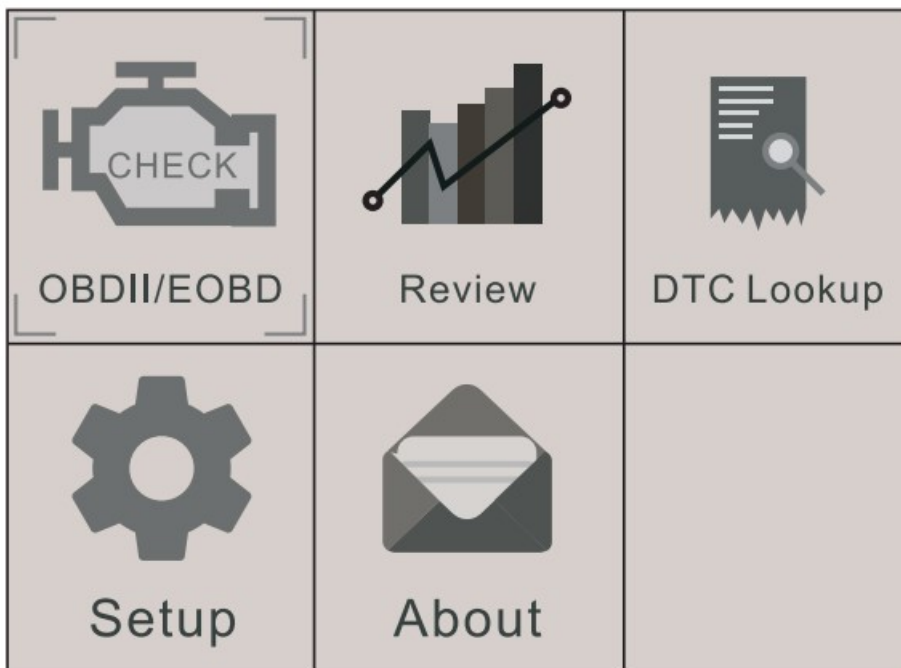 CHECK
OBDII/EOBD
Review
DTC Lookup
Setup
About